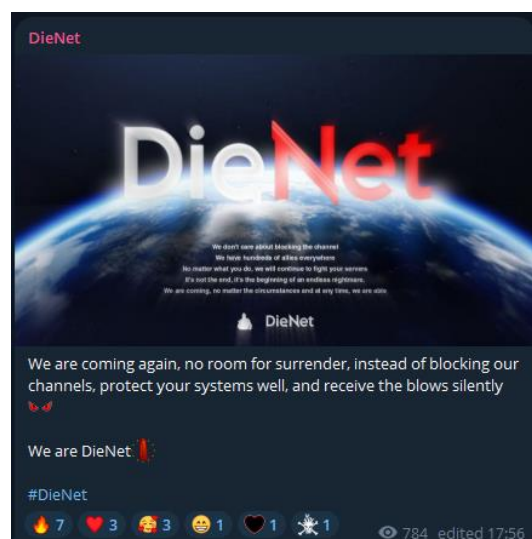 DieNet
DieNet
We don't care about blocking the channel
We have hundreds of allies everywhere
No matter what you do, we will continue to fight your servers
It's not the end, it's the beginning of an endless nightmare.
We are coming, no matter the circumstances and at any time, we are able
DieNet
We are coming again, no room for surrender, instead of blocking our
channels, protect your systems well, and receive the blows silently
We are DieNet
#DieNet
7 3 3 1 1 1 784 edited 17:56